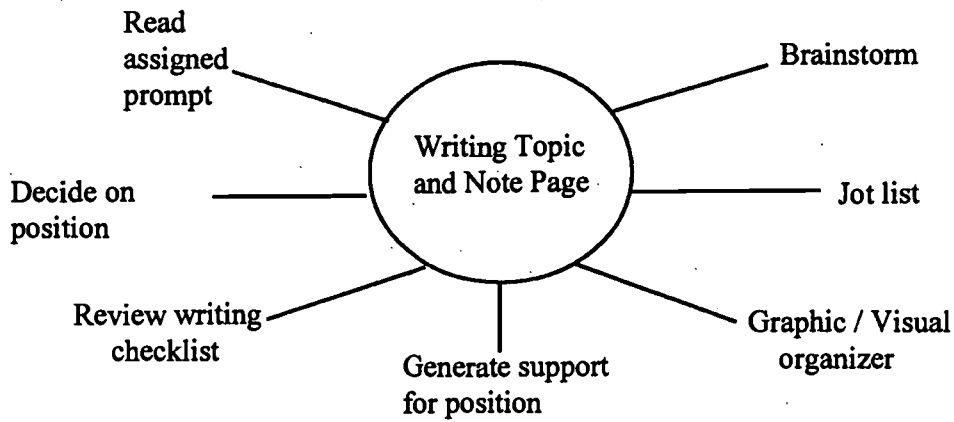 Read
assigned
prompt
Brainstorm
Writing Topic
and Note Page
Decide on
position
Jot list
Review writing
checklist
Generate support
for position
Graphic / Visual
organizer